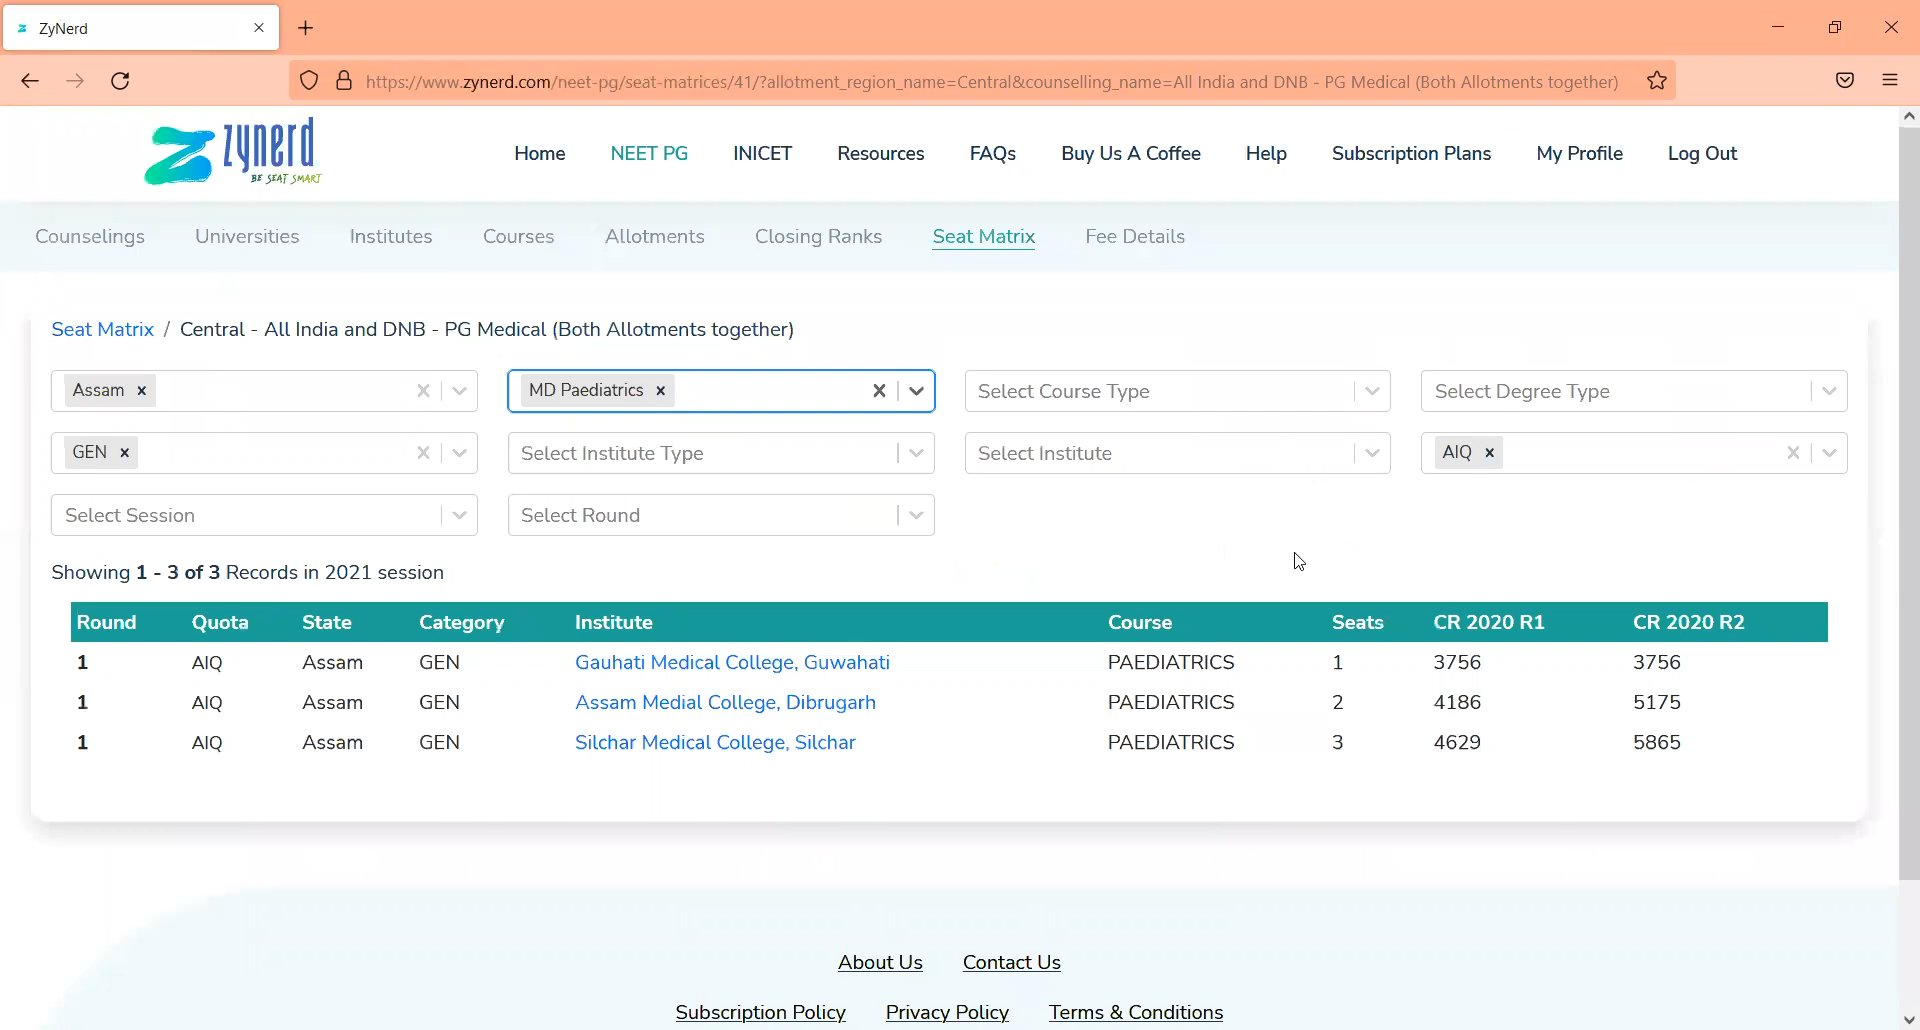 ZyNerd
https://www.zynerd.com/neet-pg/seat-matrices/41/?allotment_region_name=Central&counselling_name=All India and DNB - PG Medical (Both Allotments together)
zynerd
BE SEAT SMART
Home NEET PG INICET Resources FAQs Buy Us A Coffee Help Subscription Plans My Profile Log Out
Counselings Universities Institutes Courses Allotments Closing Ranks Seat Matrix Fee Details
Seat Matrix / Central - All India and DNB - PG Medical (Both Allotments together)
Assam MD Paediatrics Select Course Type Select Degree Type
GEN Select Institute Type Select Institute AIQ
Select Session Select Round
Showing 1 - 3 of 3 Records in 2021 session
Round Quota State Category Institute Course Seats CR 2020 R1 CR 2020 R2
1 AIQ Assam GEN Gauhati Medical College, Guwahati PAEDIATRICS 1 3756 3756
1 AIQ Assam GEN Assam Medial College, Dibrugarh PAEDIATRICS 2 4186 5175
1 AIQ Assam GEN Silchar Medical College, Silchar PAEDIATRICS 3 4629 5865
About Us Contact Us
Subscription Policy Privacy Policy Terms & Conditions